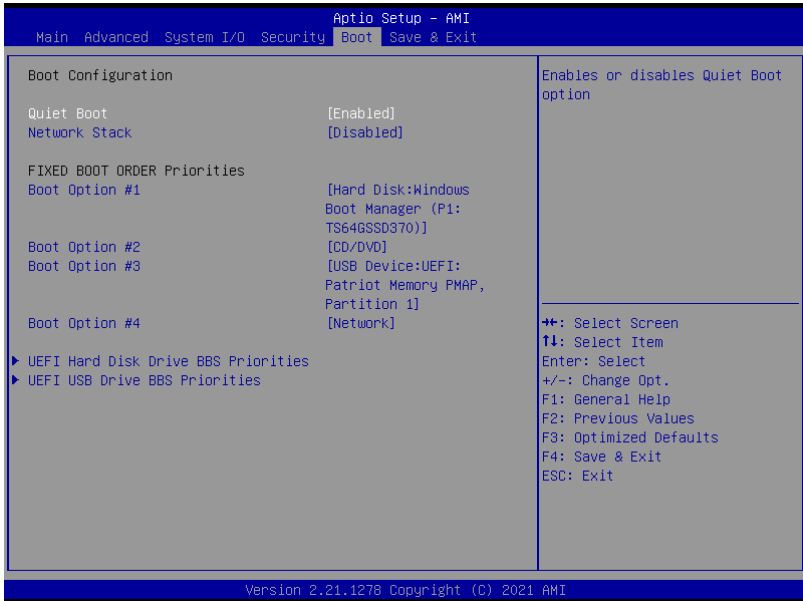 Aptio Setup – AMI
Main Advanced System I/O Security Boot Save & Exit
Boot Configuration
Quiet Boot [Enabled]
Network Stack [Disabled]
FIXED BOOT ORDER Priorities
Boot Option #1 [Hard Disk:Windows
Boot Manager (P1:
TS64GSSD370)]
Boot Option #2 [CD/DVD]
Boot Option #3 [USB Device:UEFI:
Patriot Memory PMAP,
Partition 1]
Boot Option #4 [Network]
UEFI Hard Disk Drive BBS Priorities
UEFI USB Drive BBS Priorities
Enables or disables Quiet Boot
option
→←: Select Screen
↑↓: Select Item
Enter: Select
+/-: Change Opt.
F1: General Help
F2: Previous Values
F3: Optimized Defaults
F4: Save & Exit
ESC: Exit
Version 2.21.1278 Copyright (C) 2021 AMI